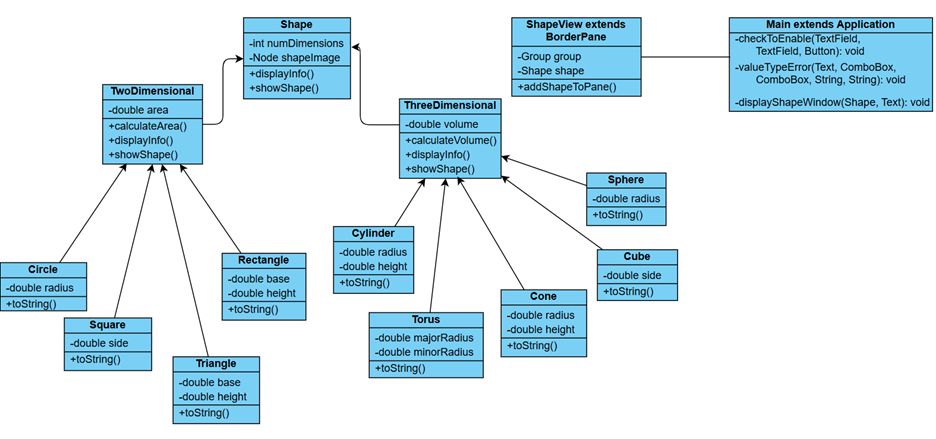 Shape
-int numDimensions
-Node shapeImage
+displayInfo()
+showShape()
ShapeView extends
BorderPane
-Group group
-Shape shape
+addShapeToPane()
Main extends Application
-checkToEnable(TextField,
TextField, Button): void
-valueTypeError(Text, ComboBox,
ComboBox, String, String): void
-displayShapeWindow(Shape, Text): void
TwoDimensional
-double area
+calculateArea()
+displayInfo()
+showShape()
ThreeDimensional
-double volume
+calculateVolume()
+displayInfo()
+showShape()
Sphere
-double radius
+toString()
Cylinder
-double radius
-double height
+toString()
Cube
-double side
+toString()
Rectangle
-double base
-double height
+toString()
Circle
-double radius
+toString()
Cone
-double radius
-double height
+toString()
Torus
-double majorRadius
-double minorRadius
+toString()
Square
-double side
+toString()
Triangle
-double base
-double height
+toString()